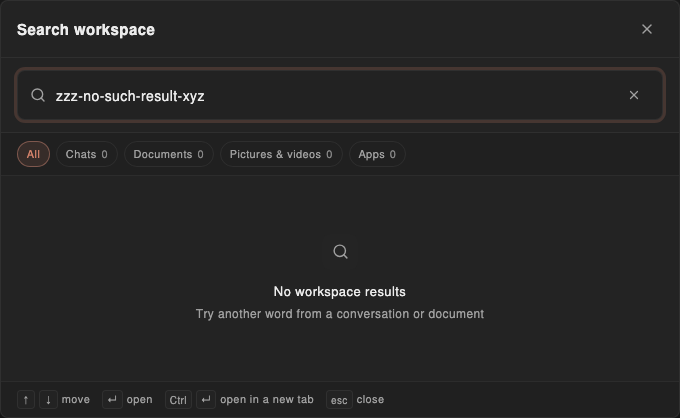 Search workspace
zzz-no-such-result-xyz
All Chats 0 Documents 0 Pictures & videos 0 Apps 0
No workspace results
Try another word from a conversation or document
↑ ↓ move ↵ open Ctrl ↵ open in a new tab esc close